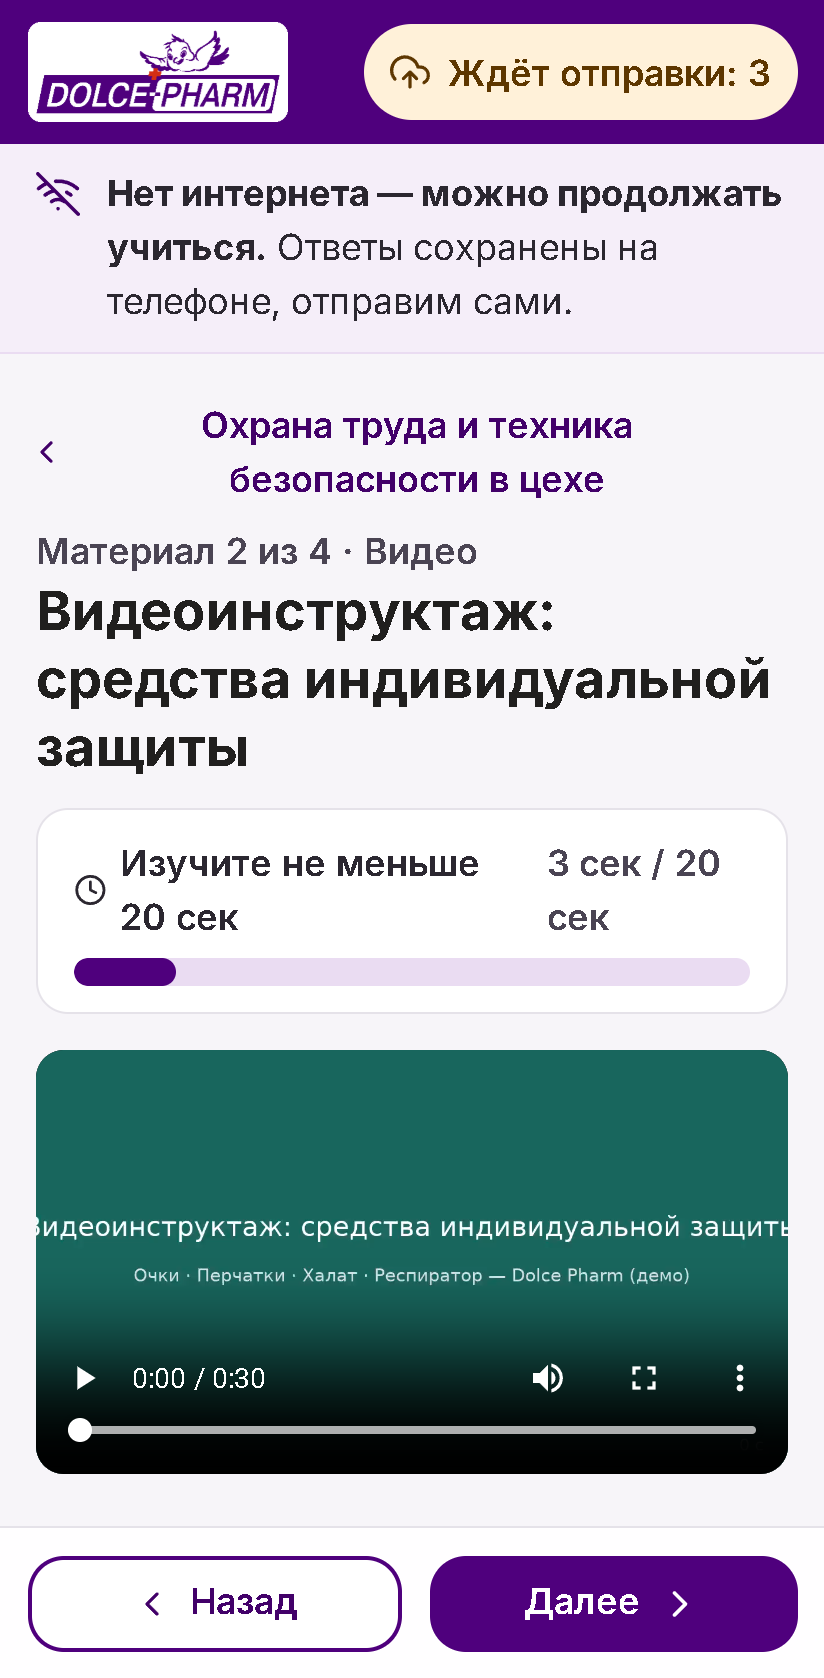 DOLCE-PHARM
Ждёт отправки: 3
Нет интернета — можно продолжать
учиться. Ответы сохранены на
телефоне, отправим сами.
Охрана труда и техника
безопасности в цехе
Материал 2 из 4 · Видео
Видеоинструктаж:
средства индивидуальной
защиты
Изучите не меньше
20 сек
3 сек / 20
сек
Видеоинструктаж: средства индивидуальной защиты
Очки · Перчатки · Халат · Респиратор — Dolce Pharm (демо)
0:00 / 0:30
Назад
Далее